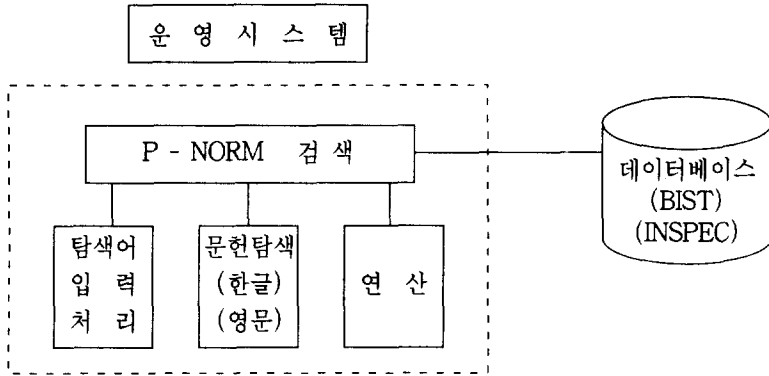 운 영 시 스 템
P - NORM 검 색
데이터베이스
(BIST)
(INSPEC)
탐색어
입 력
처 리
문헌탐색
(한글)
(영문)
연 산